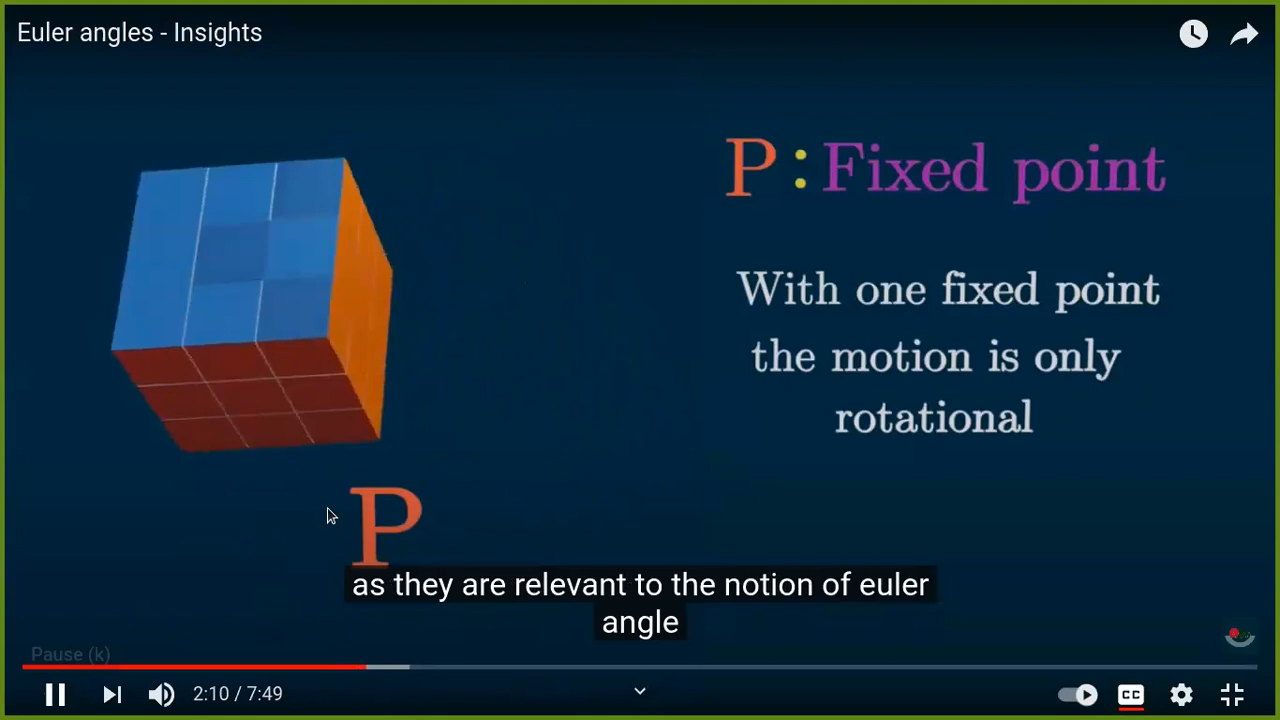 Euler angles - Insights
P : Fixed point
With one fixed point
the motion is only
rotational
P
as they are relevant to the notion of euler
angle
Pause (k)
2:10 / 7:49
CC